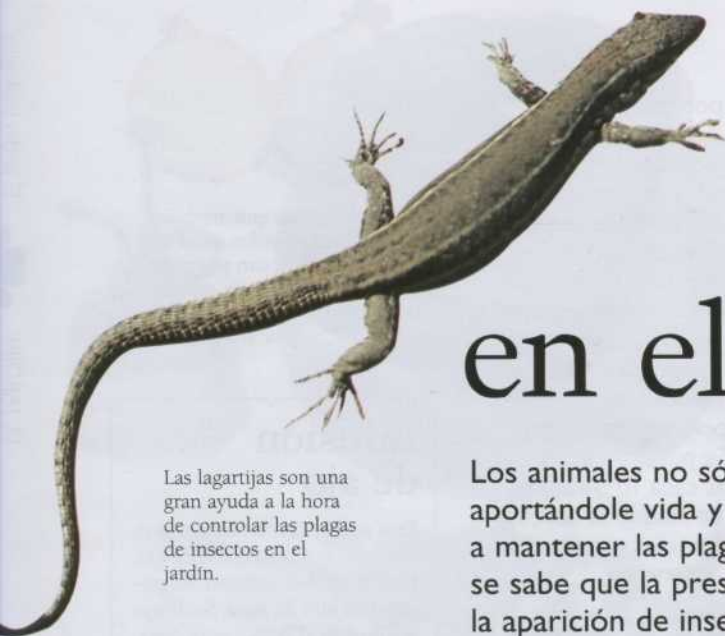 en el
Las lagartijas son una
gran ayuda a la hora
de controlar las plagas
de insectos en el
jardín.
Los animales no só
aportándole vida y
a mantener las plag
se sabe que la pres
la aparición de inse